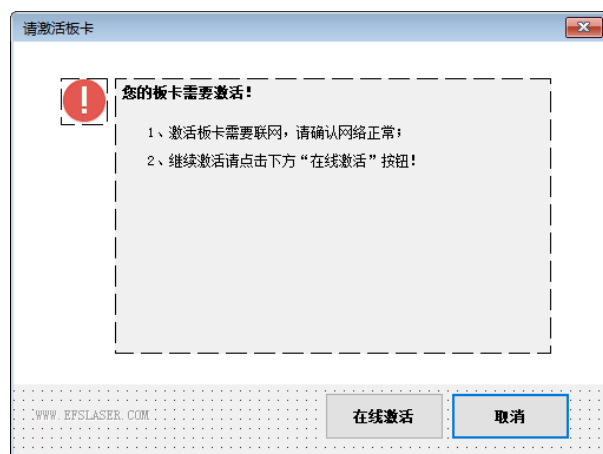 请激活板卡
您的板卡需要激活！
1、激活板卡需要联网，请确认网络正常；
2、继续激活请点击下方“在线激活”按钮！
WWW.EFSLASER.COM
在线激活
取消